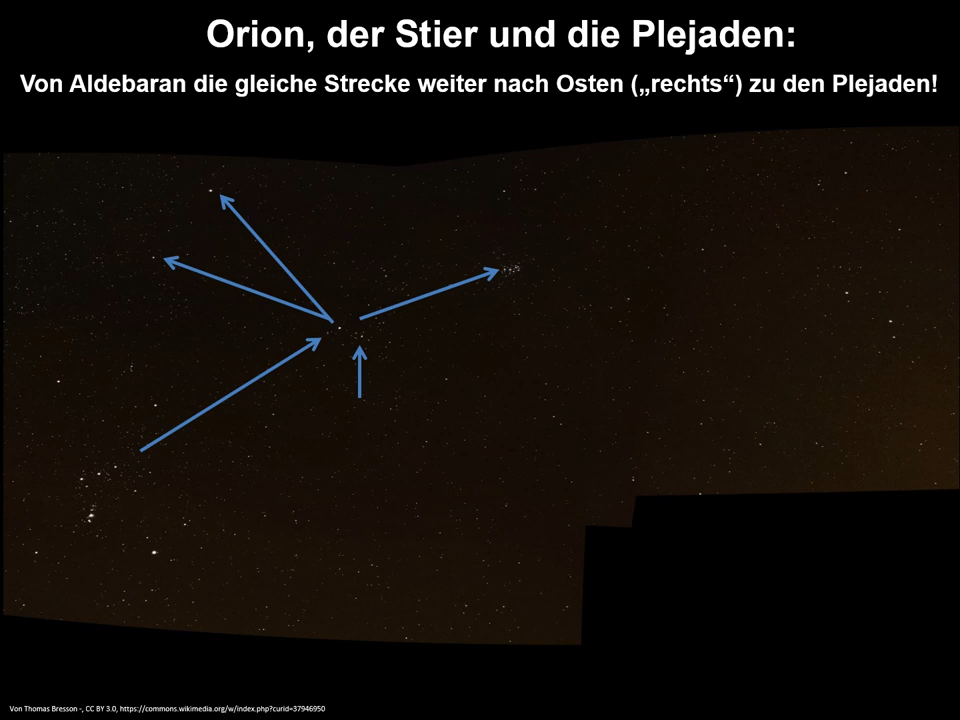 Orion, der Stier und die Plejaden:
Von Aldebaran die gleiche Strecke weiter nach Osten („rechts“) zu den Plejaden!
Von Thomas Bresson -, CC BY 3.0, https://commons.wikimedia.org/w/index.php?curid=37946950